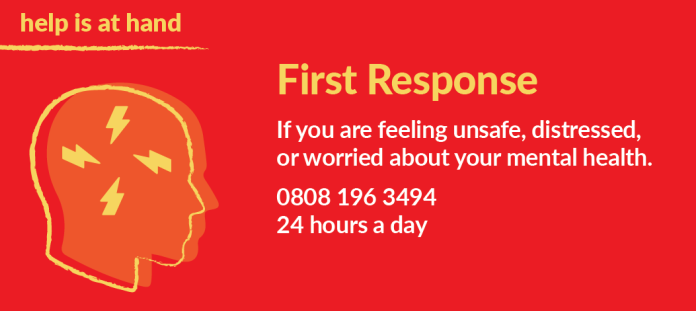 help is at hand
First Response
If you are feeling unsafe, distressed,
or worried about your mental health.
0808 196 3494
24 hours a day